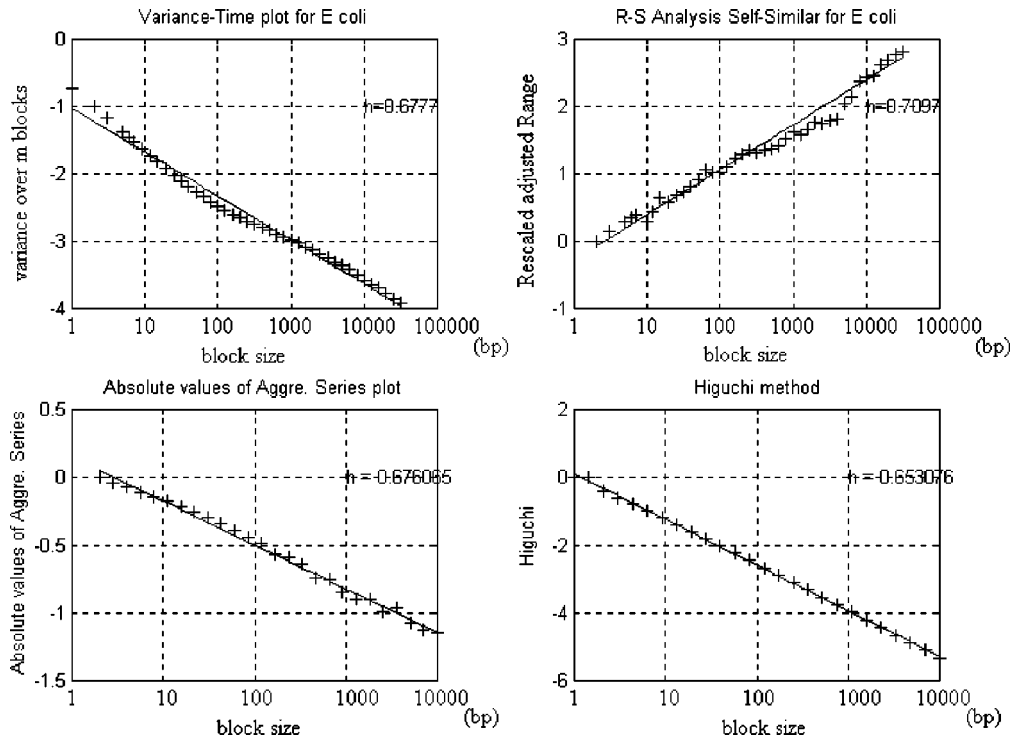 Variance-Time plot for E coli
0
-1
-2
-3
-4
variance over m blocks
h=0.6777
1 10 100 1000 10000 100000
block size
(bp)
R-S Analysis Self-Similar for E coli
3
2
1
0
-1
Rescaled adjusted Range
h=0.7097
1 10 100 1000 10000 100000
block size
(bp)
Absolute values of Aggre. Series plot
0.5
0
-0.5
-1
-1.5
Absolute values of Aggre. Series
h = 0.676065
1 10 100 1000 10000
block size
(bp)
Higuchi method
2
0
-2
-4
-6
Higuchi
h = 0.653076
1 10 100 1000 10000
block size
(bp)